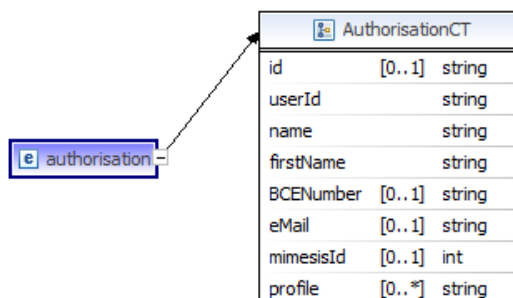 AuthorisationCT
id [0..1] string
userId string
name string
e authorisation
firstName string
BCENumber [0..1] string
eMail [0..1] string
mimesisId [0..1] int
profile [0..*] string